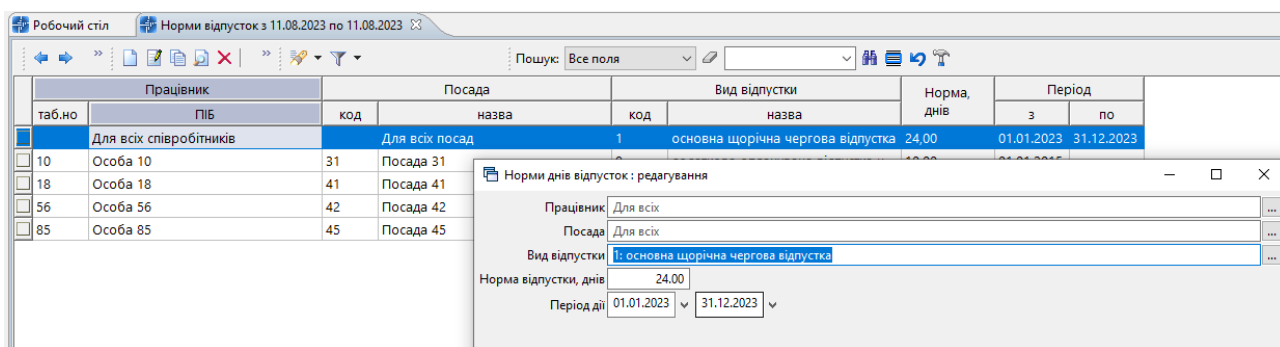 Робочий стіл
Норми відпусток з 11.08.2023 по 11.08.2023
Пошук: Все поля
Працівник Посада Вид відпустки Норма, днів Період
таб.но ПІБ код назва код назва з по
Для всіх співробітників Для всіх посад 1 основна щорічна чергова відпустка 24,00 01.01.2023 31.12.2023
10 Особа 10 31 Посада 31
18 Особа 18 41 Посада 41
56 Особа 56 42 Посада 42
85 Особа 85 45 Посада 45
Норми днів відпусток : редагування
Працівник Для всіх ...
Посада Для всіх ...
Вид відпустки 1: основна щорічна чергова відпустка ...
Норма відпустки, днів 24.00
Період дії 01.01.2023 31.12.2023